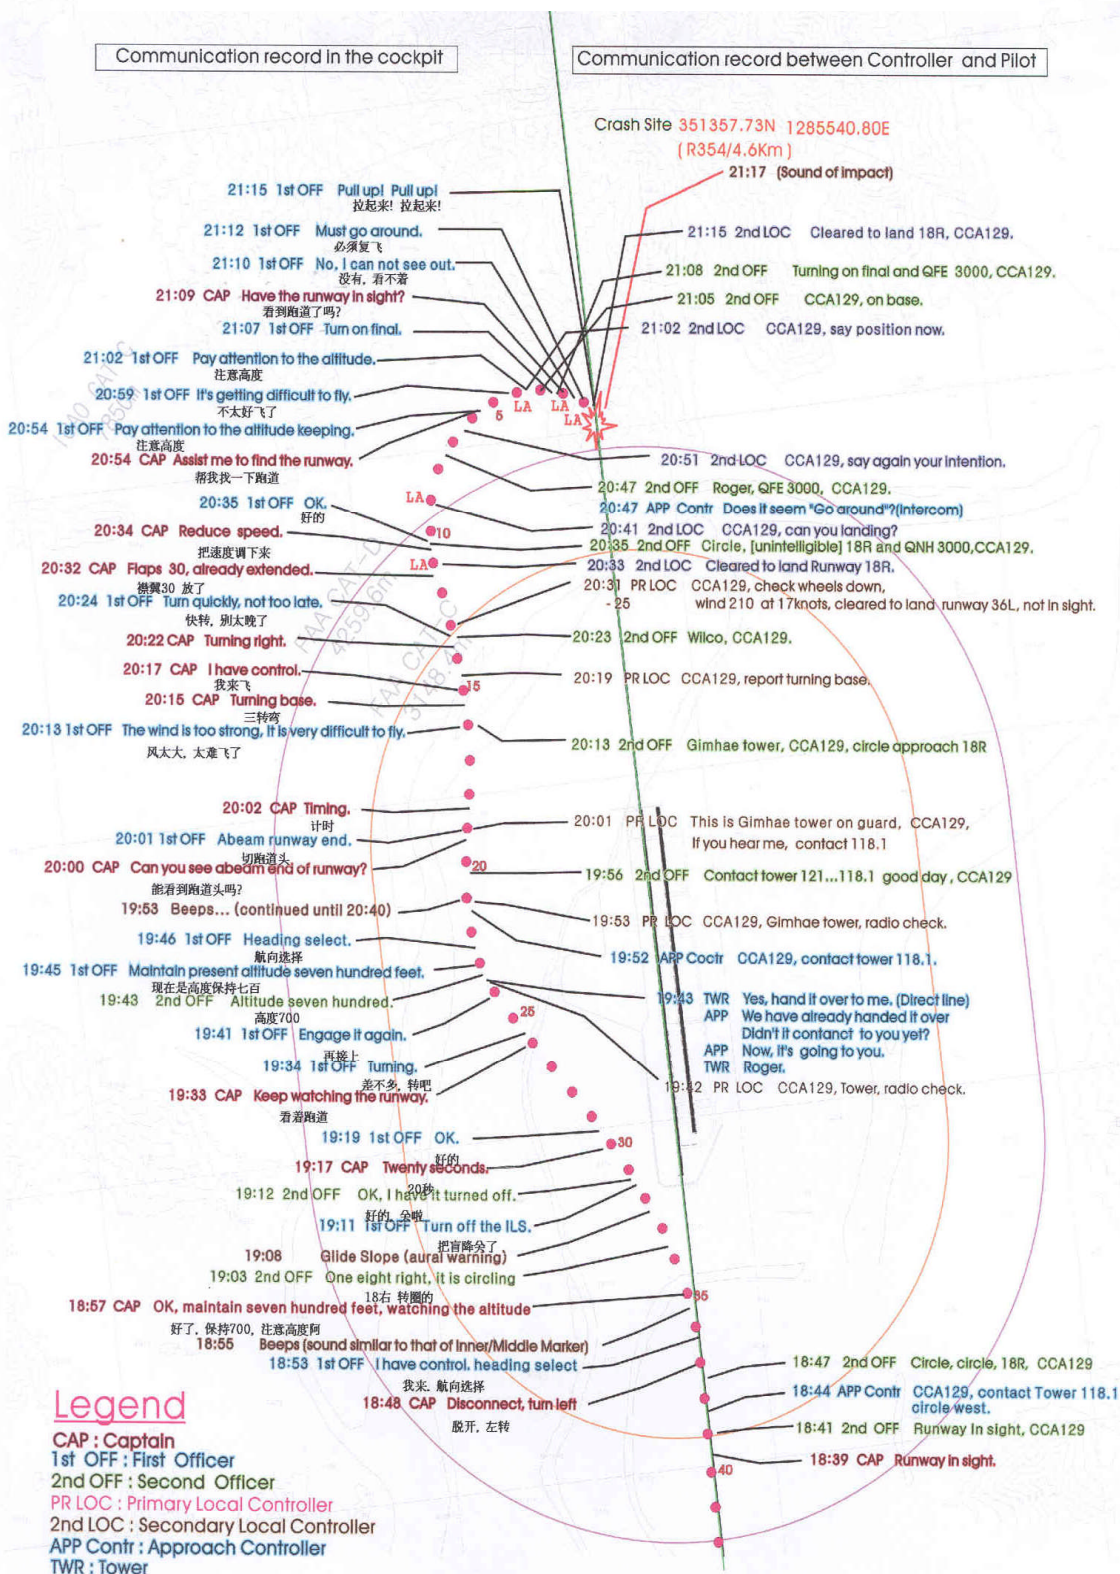 Communication record in the cockpit
Communication record between Controller and Pilot
Crash Site 351357.73N 1285540.80E
( R354/4.6Km )
21:17 (Sound of impact)
21:15 1st OFF Pull up! Pull up!
拉起来! 拉起来!
21:12 1st OFF Must go around.
必须复飞
21:10 1st OFF No, I can not see out.
没有, 看不着
21:09 CAP Have the runway in sight?
看到跑道了吗?
21:07 1st OFF Turn on final.
21:02 1st OFF Pay attention to the altitude.
注意高度
20:59 1st OFF It's getting difficult to fly.
不太好飞了
20:54 1st OFF Pay attention to the altitude keeping.
注意高度
20:54 CAP Assist me to find the runway.
帮我找一下跑道
20:35 1st OFF OK.
好的
20:34 CAP Reduce speed.
把速度调下来
20:32 CAP Flaps 30, already extended.
襟翼30 放了
20:24 1st OFF Turn quickly, not too late.
快转, 别太晚了
20:22 CAP Turning right.
20:17 CAP I have control.
我来飞
20:15 CAP Turning base.
三转弯
20:13 1st OFF The wind is too strong, It is very difficult to fly.
风太大, 太难飞了
20:02 CAP Timing.
计时
20:01 1st OFF Abeam runway end.
切跑道头
20:00 CAP Can you see abeam end of runway?
能看到跑道头吗?
19:53 Beeps... (continued until 20:40)
19:46 1st OFF Heading select.
航向选择
19:45 1st OFF Maintain present altitude seven hundred feet.
现在是高度保持七百
19:43 2nd OFF Altitude seven hundred.
高度700
19:41 1st OFF Engage it again.
再接上
19:34 1st OFF Turning.
差不多, 转吧
19:33 CAP Keep watching the runway.
看着跑道
19:19 1st OFF OK.
好的
19:17 CAP Twenty seconds.
20秒
19:12 2nd OFF OK, I have it turned off.
好的,
19:11 1st OFF Turn off the ILS.
19:08 Glide Slope (aural warning)
19:03 2nd OFF One eight right, it is circling
18右 转圈的
18:57 CAP OK, maintain seven hundred feet, watching the altitude
好了, 保持700, 注意高度阿
18:55 Beeps (sound similar to that of Inner/Middle Marker)
18:53 1st OFF I have control, heading select
我来, 航向选择
18:48 CAP Disconnect, turn left
脱开, 左转
21:15 2nd LOC Cleared to land 18R, CCA129.
21:08 2nd OFF Turning on final and QFE 3000, CCA129.
21:05 2nd OFF CCA129, on base.
21:02 2nd LOC CCA129, say position now.
20:51 2nd LOC CCA129, say again your intention.
20:47 2nd OFF Roger, QFE 3000, CCA129.
20:47 APP Contr Does it seem "Go around"?(Intercom)
20:41 2nd LOC CCA129, can you landing?
20:35 2nd OFF Circle, [unintelligible] 18R and QNH 3000,CCA129.
20:33 2nd LOC Cleared to land Runway 18R.
20:31 PR LOC CCA129, check wheels down,
- 25 wind 210 at 17knots, cleared to land runway 36L, not in sight.
20:23 2nd OFF Wilco, CCA129.
20:19 PR LOC CCA129, report turning base.
20:13 2nd OFF Gimhae tower, CCA129, circle approach 18R
20:01 PR LOC This is Gimhae tower on guard, CCA129,
If you hear me, contact 118.1
19:56 2nd OFF Contact tower 121...118.1 good day , CCA129
19:53 PR LOC CCA129, Gimhae tower, radio check.
19:52 APP Coctr CCA129, contact tower 118.1.
19:43 TWR Yes, hand it over to me. (Direct line)
APP We have already handed it over
Didn't it contanct to you yet?
APP Now, it's going to you.
TWR Roger.
19:42 PR LOC CCA129, Tower, radio check.
18:47 2nd OFF Circle, circle, 18R, CCA129
18:44 APP Contr CCA129, contact Tower 118.1
circle west.
18:41 2nd OFF Runway in sight, CCA129
18:39 CAP Runway in sight.
LA
LA
LA
5
LA
10
LA
15
20
25
30
35
40
ICAO CAT-C
7850m
FAA CAT-D
4259.6m
FAA CAT-C
3148.4m
Legend
CAP : Captain
1st OFF : First Officer
2nd OFF : Second Officer
PR LOC : Primary Local Controller
2nd LOC : Secondary Local Controller
APP Contr : Approach Controller
TWR : Tower